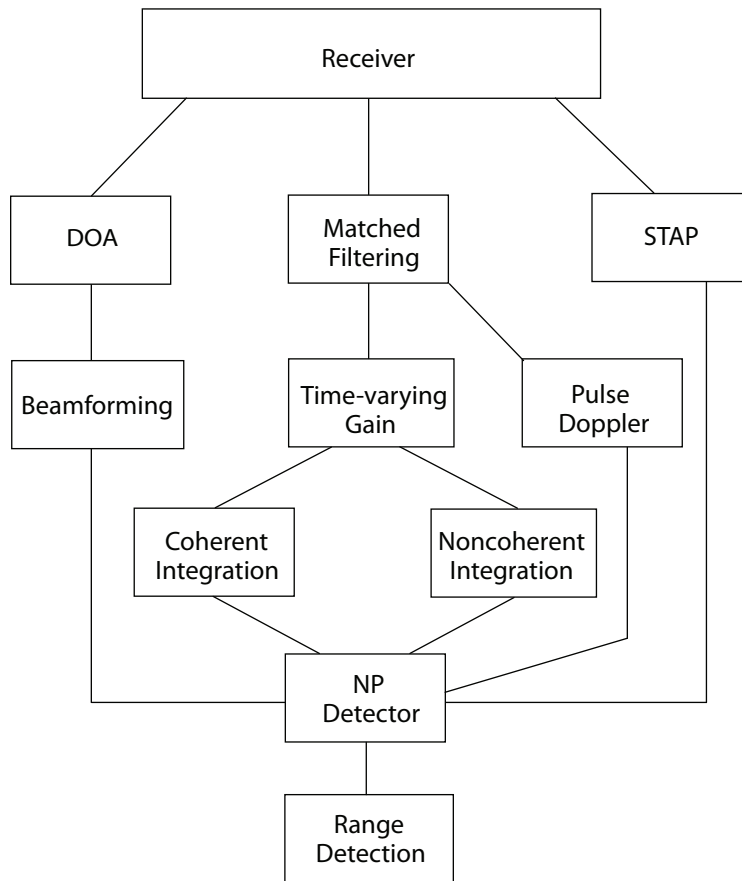 Receiver
DOA
Matched
Filtering
STAP
Beamforming
Time-varying
Gain
Pulse
Doppler
Coherent
Integration
Noncoherent
Integration
NP
Detector
Range
Detection